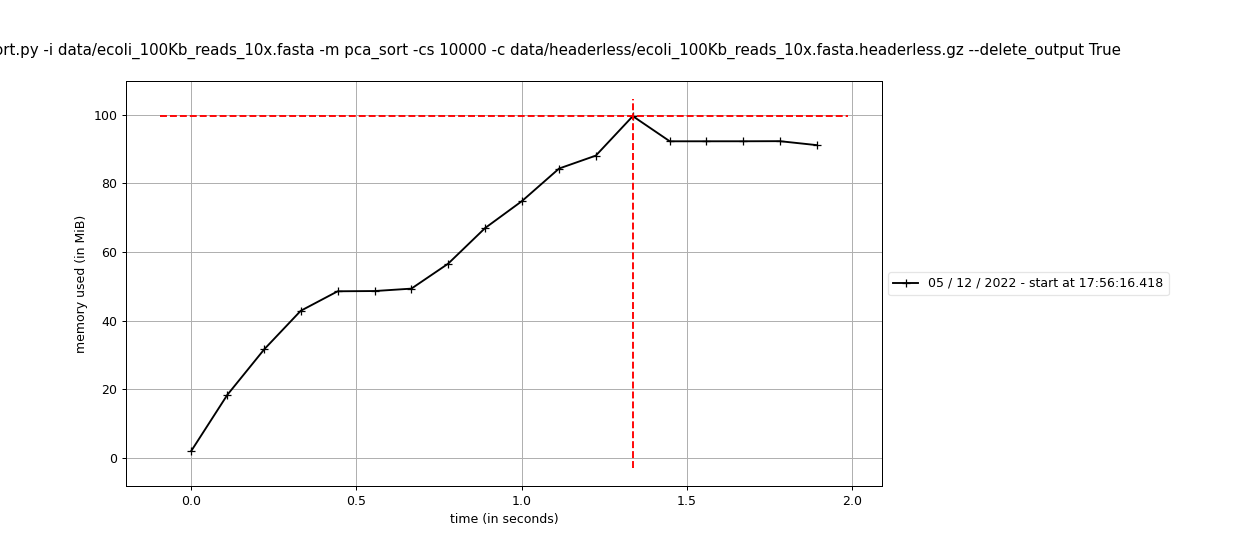 ort.py -i data/ecoli_100Kb_reads_10x.fasta -m pca_sort -cs 10000 -c data/headerless/ecoli_100Kb_reads_10x.fasta.headerless.gz --delete_output True
100
80
60
40
20
0
memory used (in MiB)
0.0 0.5 1.0 1.5 2.0
time (in seconds)
05 / 12 / 2022 - start at 17:56:16.418